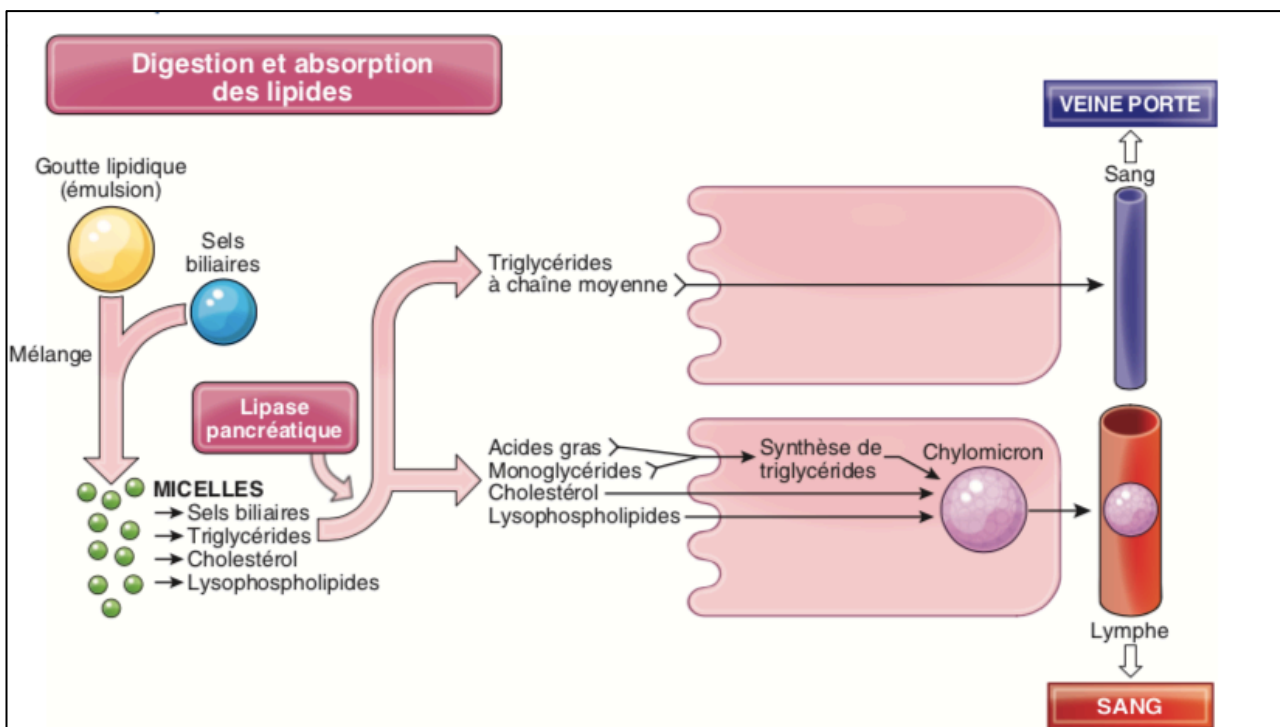 Digestion et absorption
des lipides
VEINE PORTE
Sang
Goutte lipidique
(émulsion)
Sels
biliaires
Triglycérides
à chaîne moyenne
Mélange
Lipase
pancréatique
Acides gras
Monoglycérides
Cholestérol
Lysophospholipides
Synthèse de
triglycérides
Chylomicron
MICELLES
Sels biliaires
Triglycérides
Cholestérol
Lysophospholipides
Lymphe
SANG